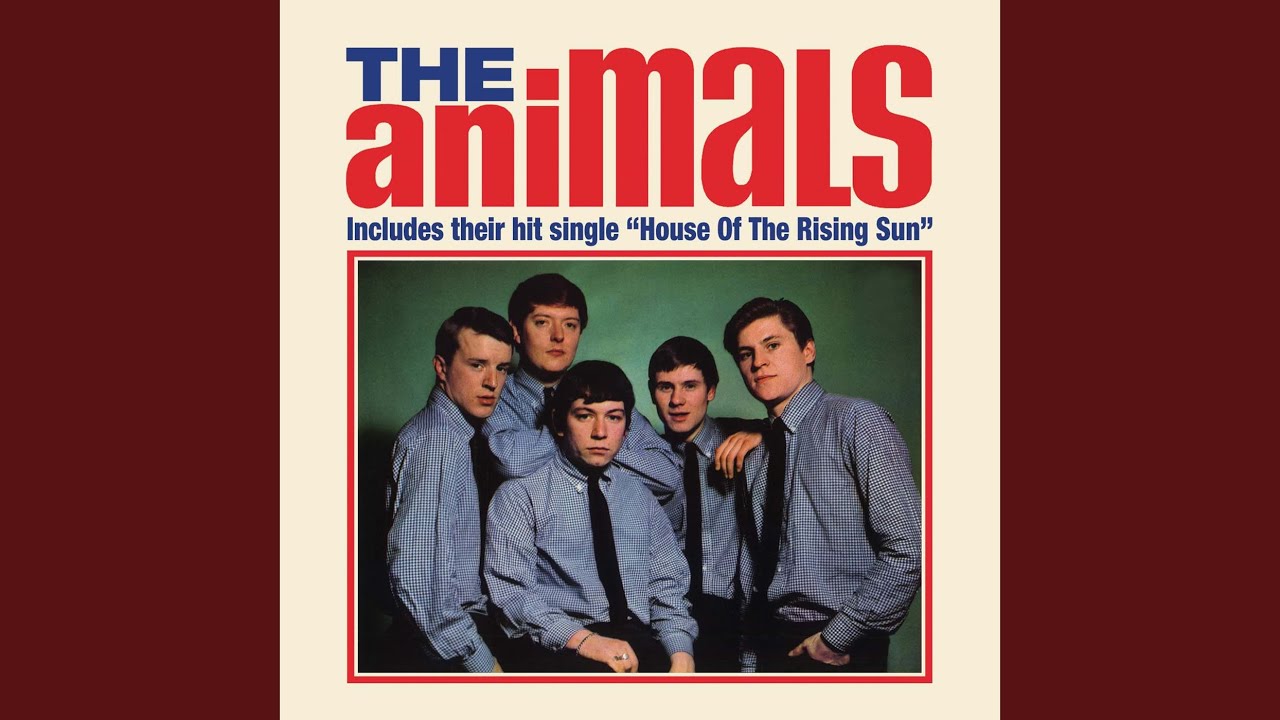 THE
animals
Includes their hit single “House Of The Rising Sun”